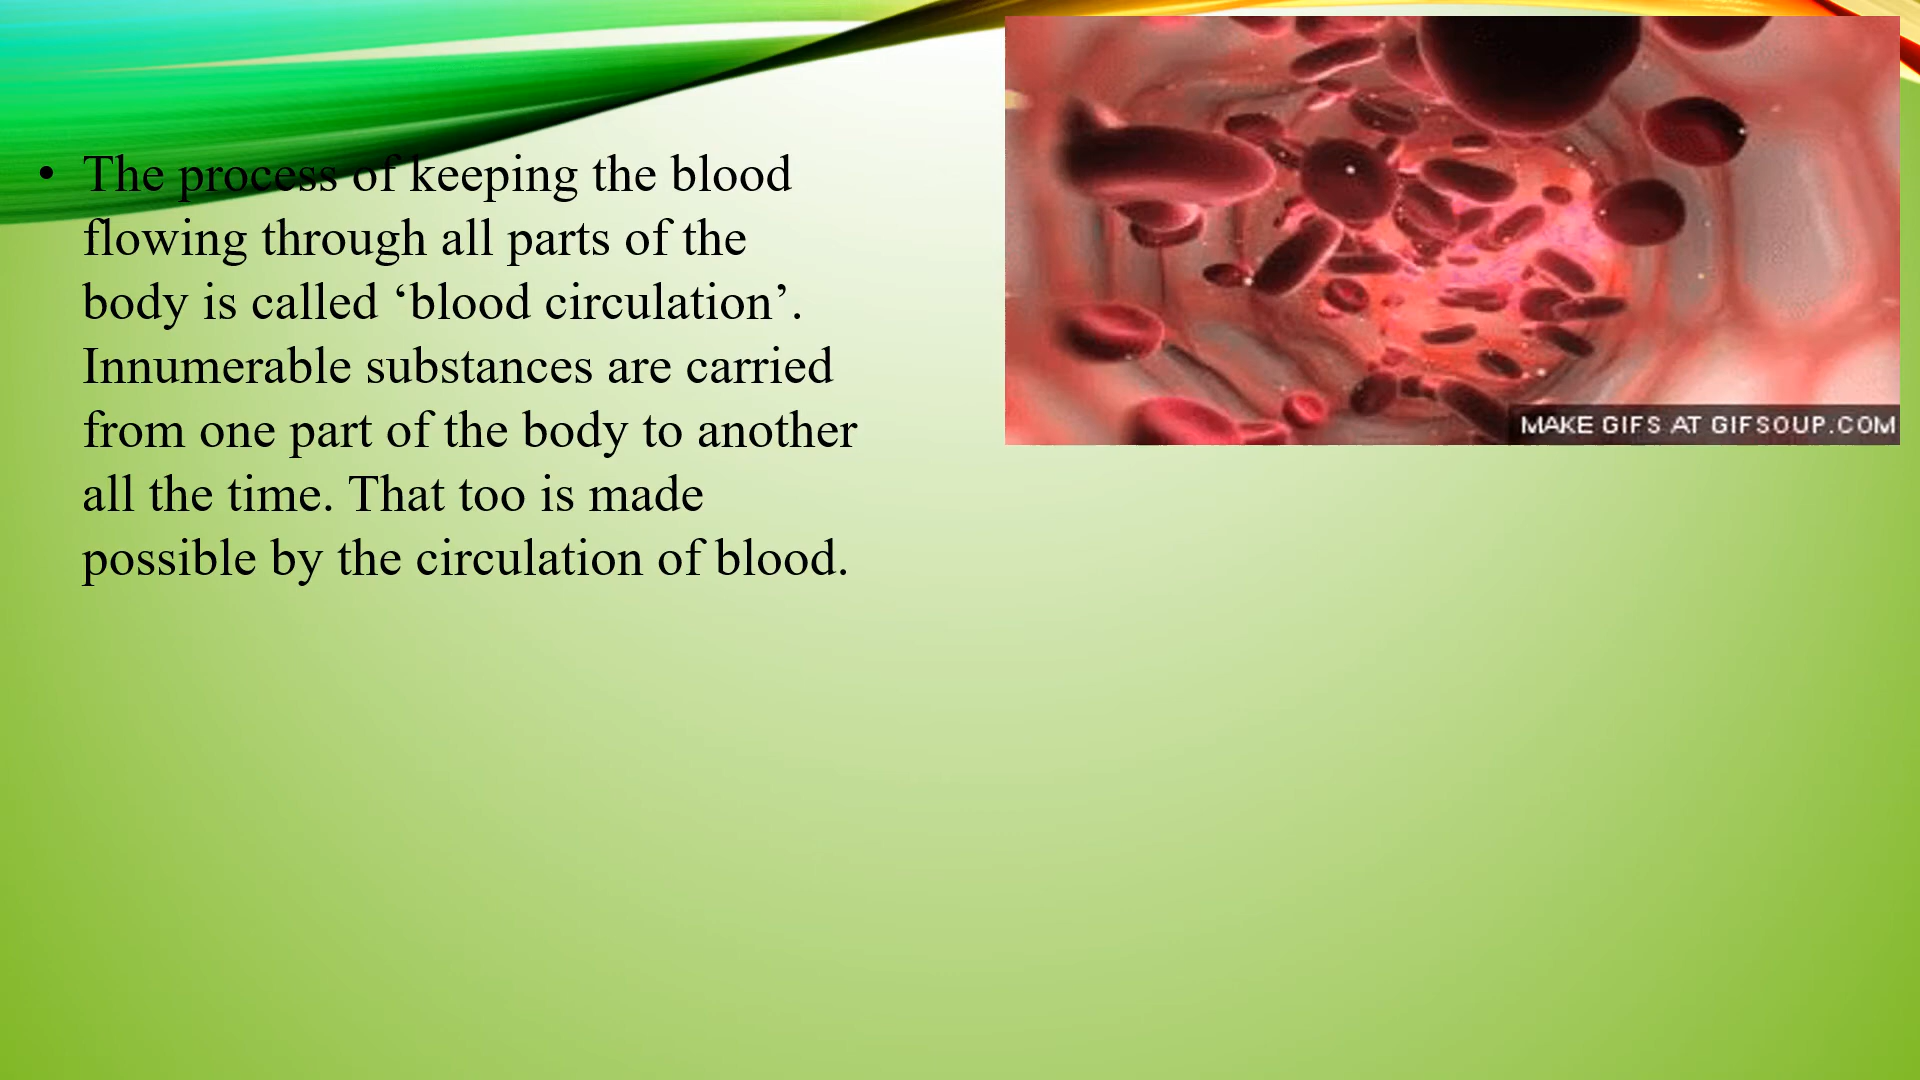 • The process of keeping the blood
flowing through all parts of the
body is called ‘blood circulation’.
Innumerable substances are carried
from one part of the body to another
all the time. That too is made
possible by the circulation of blood.
MAKE GIFS AT GIFSOUP.COM